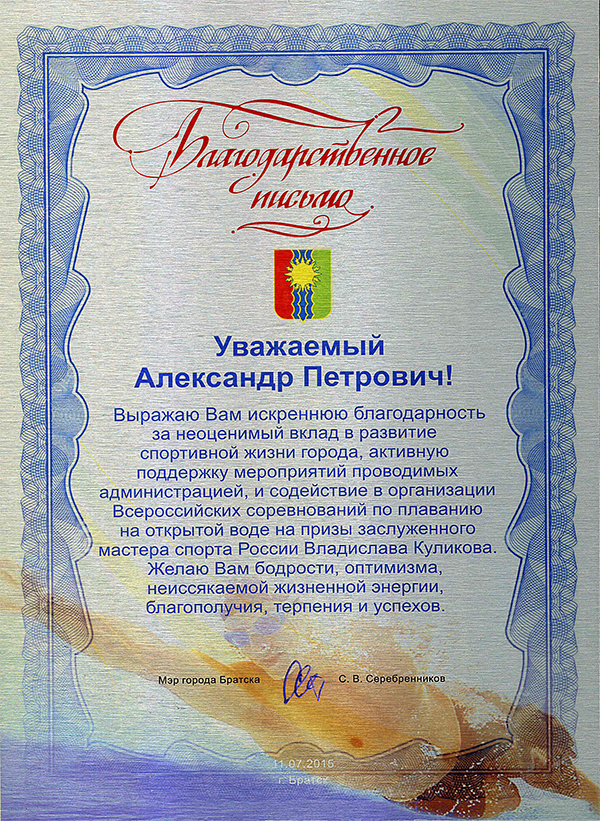 Благодарственное
письмо
Уважаемый
Александр Петрович!
Выражаю Вам искреннюю благодарность
за неоценимый вклад в развитие
спортивной жизни города, активную
поддержку мероприятий проводимых
администрацией, и содействие в организации
Всероссийских соревнований по плаванию
на открытой воде на призы заслуженного
мастера спорта России Владислава Куликова.
Желаю Вам бодрости, оптимизма,
неиссякаемой жизненной энергии,
благополучия, терпения и успехов.
Мэр города Братска С. В. Серебренников
11.07.2015
г. Братск